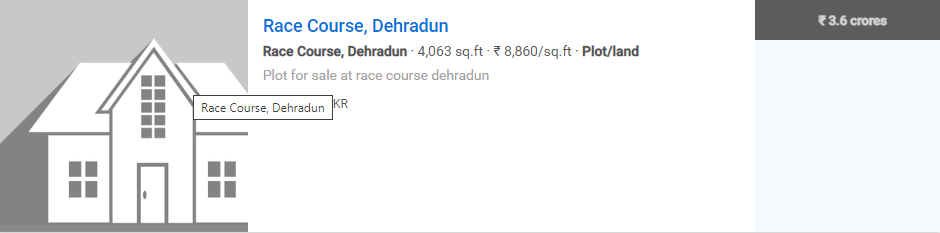 Race Course, Dehradun
₹ 3.6 crores
Race Course, Dehradun · 4,063 sq.ft · ₹ 8,860/sq.ft · Plot/land
Plot for sale at race course dehradun
Race Course, Dehradun
KR